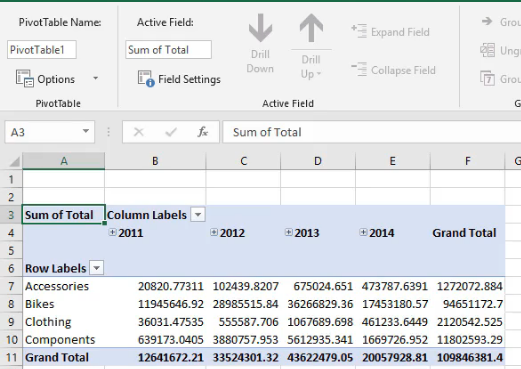 PivotTable Name: Active Field:
PivotTable1 Sum of Total Drill Down Drill Up Expand Field
Options Field Settings Collapse Field
PivotTable Active Field
A3 fx Sum of Total
A B C D E F G
1
2
3 Sum of Total Column Labels
4 2011 2012 2013 2014 Grand Total
5
6 Row Labels
7 Accessories 20820.77311 102439.8207 675024.651 473787.6391 1272072.884
8 Bikes 11945646.92 28985515.84 36266829.36 17453180.57 94651172.7
9 Clothing 36031.47535 555587.706 1067689.698 461233.6449 2120542.525
10 Components 639173.0405 3880757.953 5612935.341 1669726.952 11802593.29
11 Grand Total 12641672.21 33524301.32 43622479.05 20057928.81 109846381.4